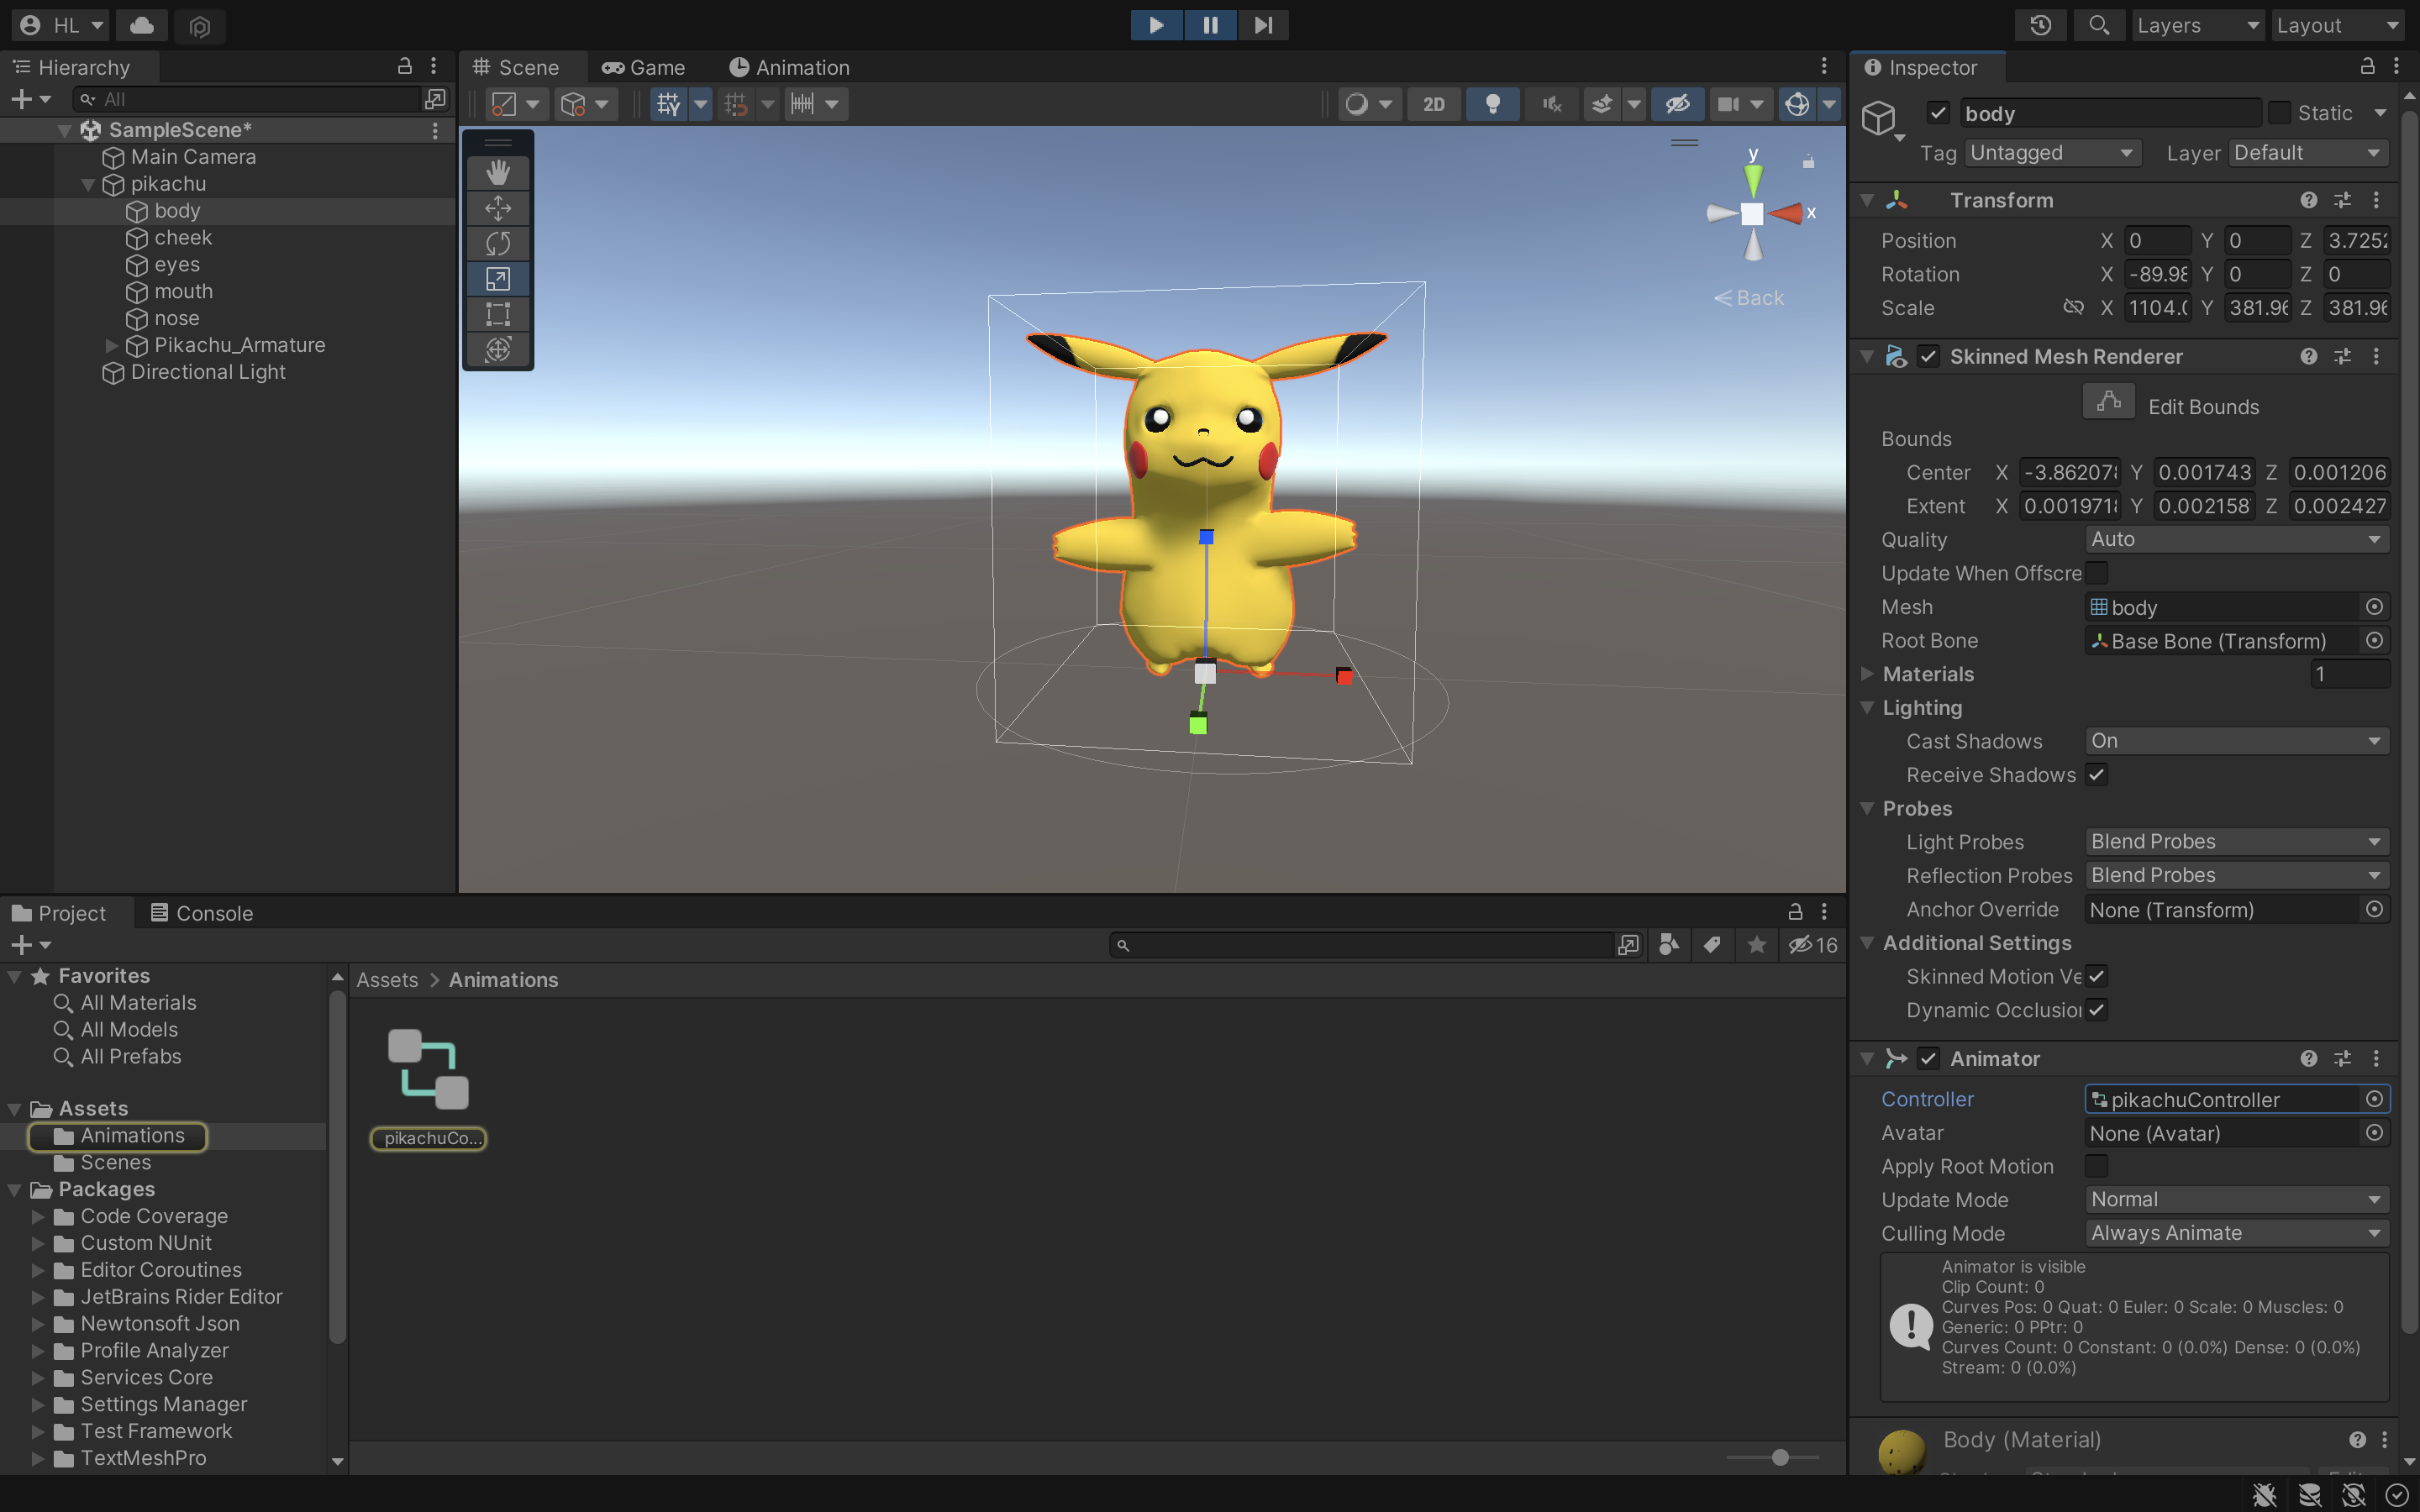 HL
Layers
Layout
Hierarchy
All
SampleScene*
Main Camera
pikachu
body
cheek
eyes
mouth
nose
Pikachu_Armature
Directional Light
Scene
Game
Animation
2D
y
x
Back
Inspector
body
Static
Tag Untagged
Layer Default
Transform
Position X 0 Y 0 Z 3.725
Rotation X -89.98 Y 0 Z 0
Scale X 1104.0 Y 381.96 Z 381.96
Skinned Mesh Renderer
Edit Bounds
Bounds
Center X -3.86207 Y 0.001743 Z 0.001206
Extent X 0.001971 Y 0.002158 Z 0.002427
Quality Auto
Update When Offscre
Mesh body
Root Bone Base Bone (Transform)
Materials 1
Lighting
Cast Shadows On
Receive Shadows
Probes
Light Probes Blend Probes
Reflection Probes Blend Probes
Anchor Override None (Transform)
Additional Settings
Skinned Motion Ve
Dynamic Occlusio
Animator
Controller pikachuController
Avatar None (Avatar)
Apply Root Motion
Update Mode Normal
Culling Mode Always Animate
Animator is visible
Clip Count: 0
Curves Pos: 0 Quat: 0 Euler: 0 Scale: 0 Muscles: 0
Generic: 0 PPtr: 0
Curves Count: 0 Constant: 0 (0.0%) Dense: 0 (0.0%)
Stream: 0 (0.0%)
Body (Material)
Project
Console
16
Favorites
All Materials
All Models
All Prefabs
Assets
Animations
Scenes
Packages
Code Coverage
Custom NUnit
Editor Coroutines
JetBrains Rider Editor
Newtonsoft Json
Profile Analyzer
Services Core
Settings Manager
Test Framework
TextMeshPro
Assets > Animations
pikachuCo...